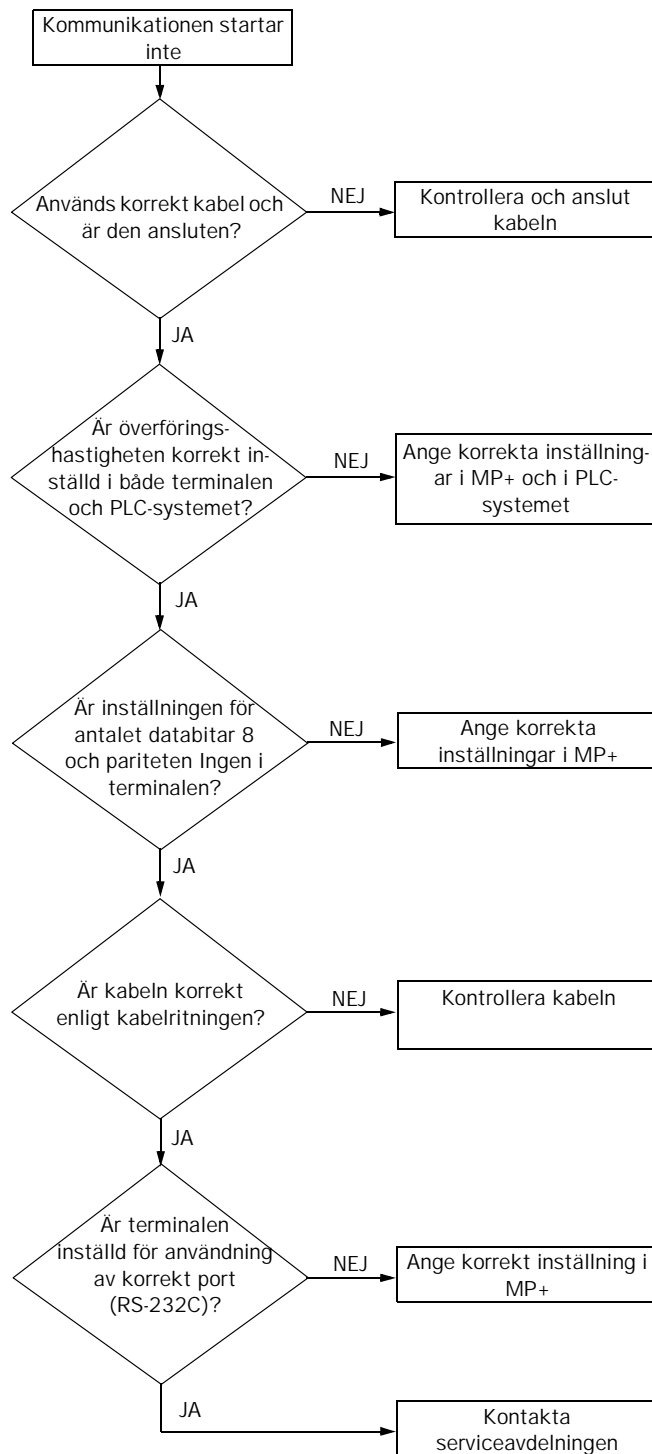 Kommunikationen startar
inte
Används korrekt kabel och
är den ansluten?
NEJ
Kontrollera och anslut
kabeln
JA
Är överförings-
hastigheten korrekt in-
ställd i både terminalen
och PLC-systemet?
NEJ
Ange korrekta inställning-
ar i MP+ och i PLC-
systemet
JA
Är inställningen för
antalet databitar 8
och pariteten Ingen i
terminalen?
NEJ
Ange korrekta
inställningar i MP+
JA
Är kabeln korrekt
enligt kabelritningen?
NEJ
Kontrollera kabeln
JA
Är terminalen
inställd för användning
av korrekt port
(RS-232C)?
NEJ
Ange korrekt inställning i
MP+
JA
Kontakta
serviceavdelningen